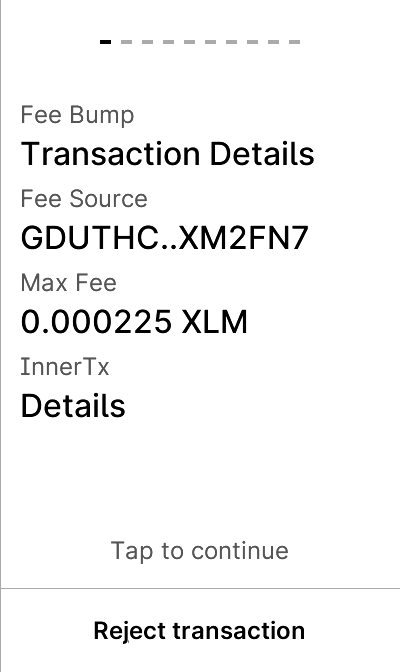 Fee Bump
Transaction Details
Fee Source
GDUTHC..XM2FN7
Max Fee
0.000225 XLM
InnerTx
Details
Tap to continue
Reject transaction